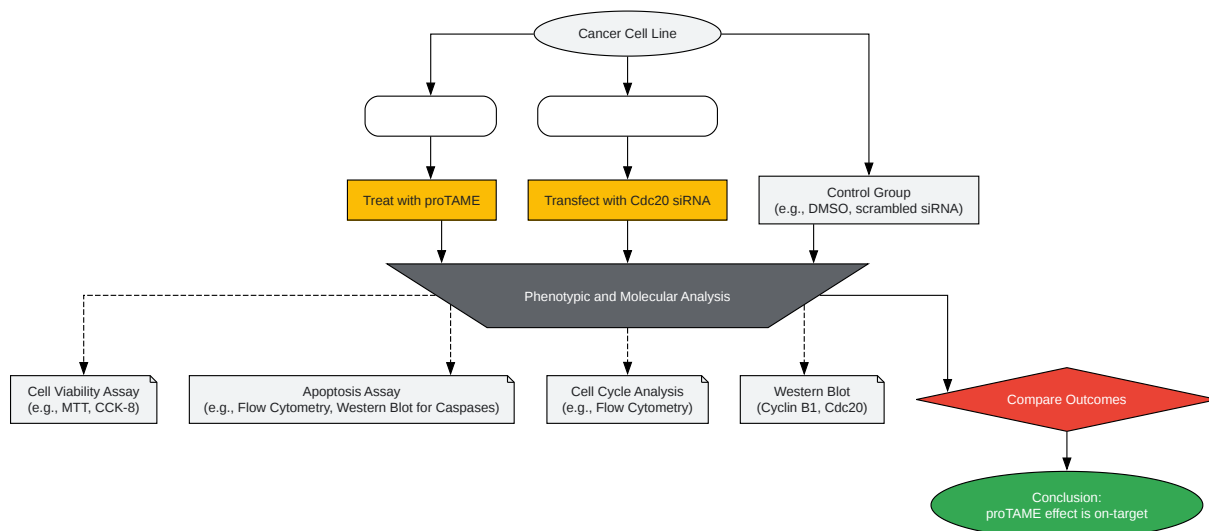 Cancer Cell Line
Treat with proTAME
Transfect with Cdc20 siRNA
Control Group
(e.g., DMSO, scrambled siRNA)
Phenotypic and Molecular Analysis
Cell Viability Assay
(e.g., MTT, CCK-8)
Apoptosis Assay
(e.g., Flow Cytometry, Western Blot for Caspases)
Cell Cycle Analysis
(e.g., Flow Cytometry)
Western Blot
(Cyclin B1, Cdc20)
Compare Outcomes
Conclusion:
proTAME effect is on-target